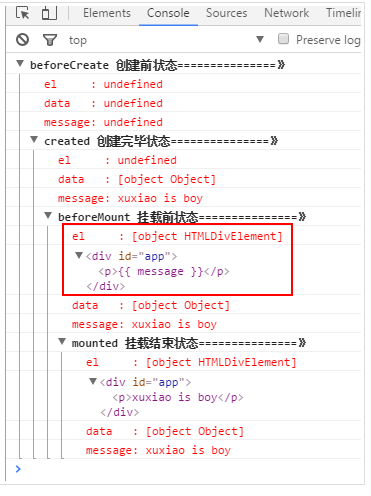 Elements Console Sources Network Timeline
top Preserve log
beforeCreate 创建前状态===============》
el : undefined
data : undefined
message: undefined
created 创建完毕状态===============》
el : undefined
data : [object Object]
message: xuxiao is boy
beforeMount 挂载前状态===============》
el : [object HTMLDivElement]
<div id="app">
<p>{{ message }}</p>
</div>
data : [object Object]
message: xuxiao is boy
mounted 挂载结束状态===============》
el : [object HTMLDivElement]
<div id="app">
<p>xuxiao is boy</p>
</div>
data : [object Object]
message: xuxiao is boy
>